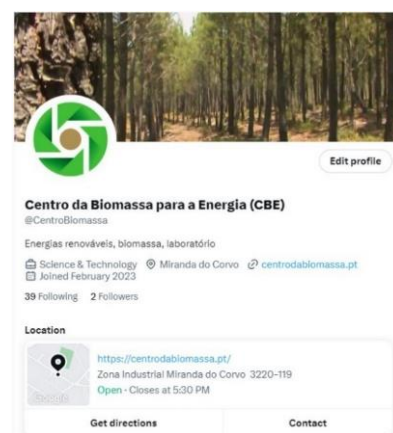 Edit profile
Centro da Biomassa para a Energia (CBE)
@CentroBiomassa
Energias renováveis, biomassa, laboratório
Science & Technology Miranda do Corvo centrodabiomassa.pt
Joined February 2023
39 Following 2 Followers
Location
https://centrodabiomassa.pt/
Zona Industrial Miranda do Corvo 3220-119
Open · Closes at 5:30 PM
Get directions Contact